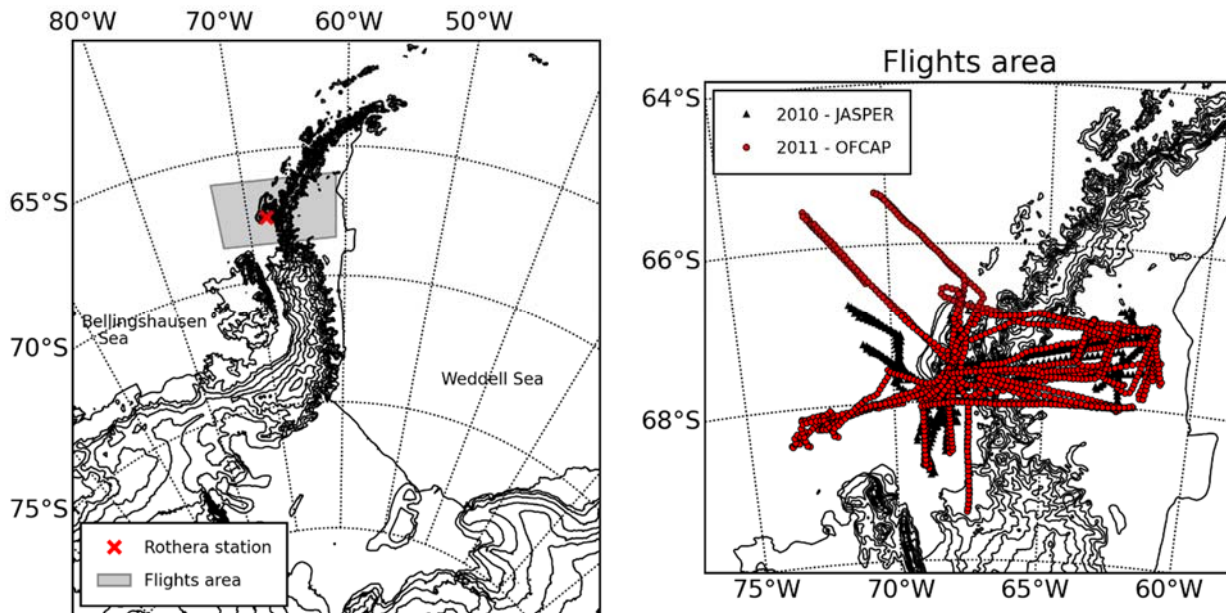 80°W 70°W 60°W 50°W
65°S
70°S
75°S
Bellingshausen
Sea
Weddell Sea
Rothera station
Flights area
Flights area
64°S
66°S
68°S
2010 - JASPER
2011 - OFCAP
75°W 70°W 65°W 60°W